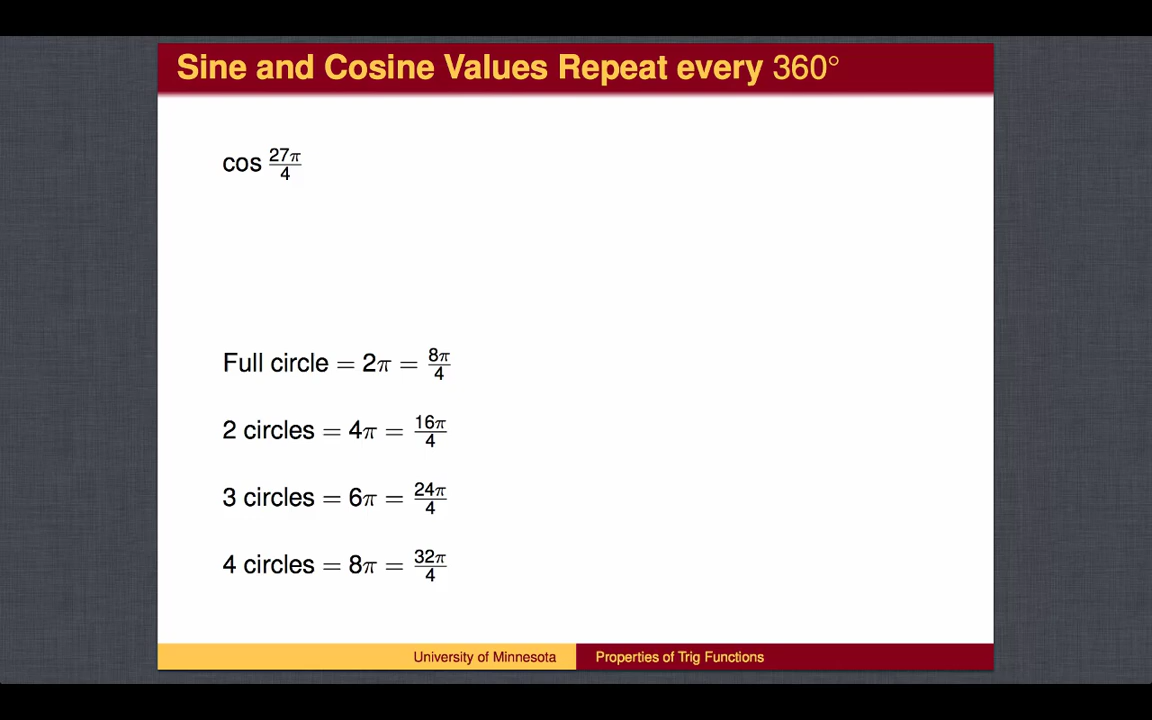 Sine and Cosine Values Repeat every 360°
cos 27π/4
Full circle = 2π = 8π/4
2 circles = 4π = 16π/4
3 circles = 6π = 24π/4
4 circles = 8π = 32π/4
University of Minnesota Properties of Trig Functions